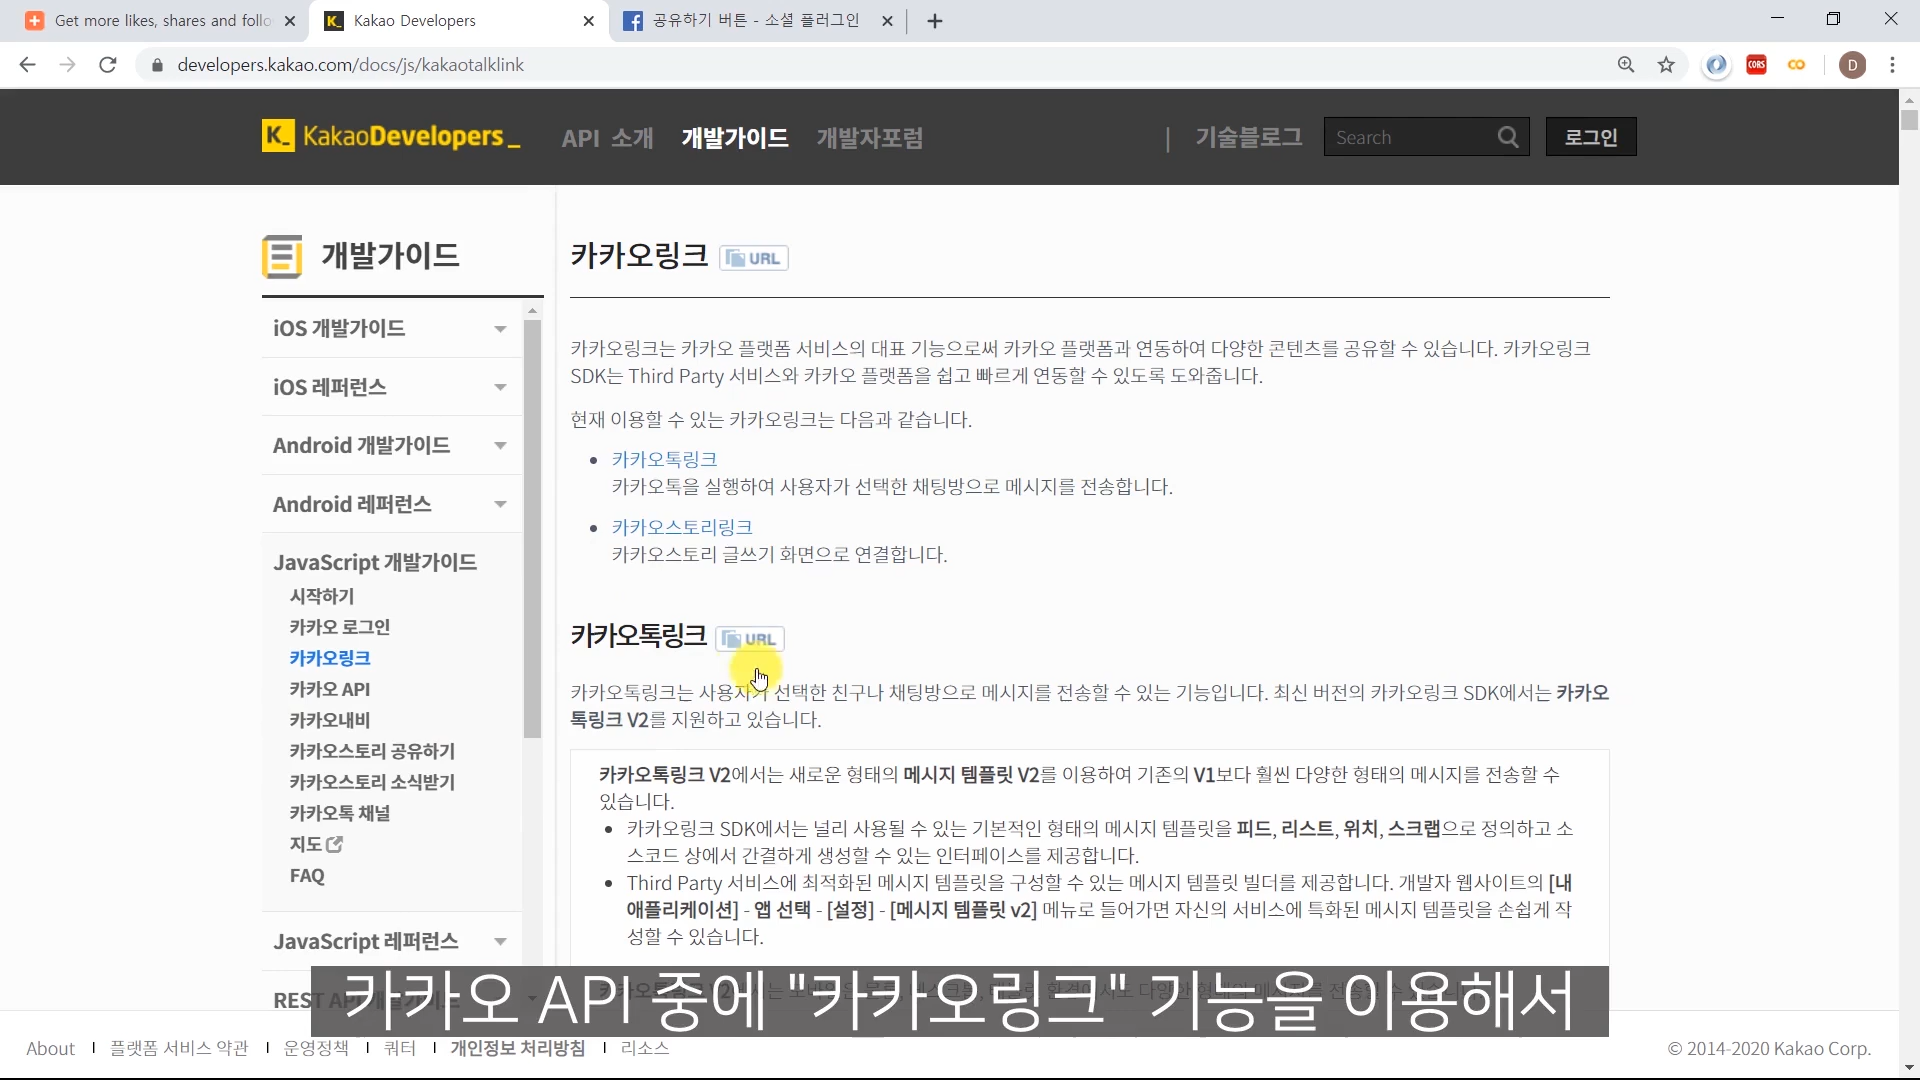 Get more likes, shares and follo
Kakao Developers
공유하기 버튼 - 소셜 플러그인
developers.kakao.com/docs/js/kakaotalklink
CORS
D
K_ KakaoDevelopers_
API 소개
개발가이드
개발자포럼
기술블로그
Search
로그인
개발가이드
iOS 개발가이드
iOS 레퍼런스
Android 개발가이드
Android 레퍼런스
JavaScript 개발가이드
시작하기
카카오 로그인
카카오링크
카카오 API
카카오내비
카카오스토리 공유하기
카카오스토리 소식받기
카카오톡 채널
지도
FAQ
JavaScript 레퍼런스
REST API 개발가이드
카카오링크 URL
카카오링크는 카카오 플랫폼 서비스의 대표 기능으로써 카카오 플랫폼과 연동하여 다양한 콘텐츠를 공유할 수 있습니다. 카카오링크
SDK는 Third Party 서비스와 카카오 플랫폼을 쉽고 빠르게 연동할 수 있도록 도와줍니다.
현재 이용할 수 있는 카카오링크는 다음과 같습니다.
• 카카오톡링크
카카오톡을 실행하여 사용자가 선택한 채팅방으로 메시지를 전송합니다.
• 카카오스토리링크
카카오스토리 글쓰기 화면으로 연결합니다.
카카오톡링크 URL
카카오톡링크는 사용자가 선택한 친구나 채팅방으로 메시지를 전송할 수 있는 기능입니다. 최신 버전의 카카오링크 SDK에서는 카카오
톡링크 V2를 지원하고 있습니다.
카카오톡링크 V2에서는 새로운 형태의 메시지 템플릿 V2를 이용하여 기존의 V1보다 훨씬 다양한 형태의 메시지를 전송할 수
있습니다.
• 카카오링크 SDK에서는 널리 사용될 수 있는 기본적인 형태의 메시지 템플릿을 피드, 리스트, 위치, 스크랩으로 정의하고 소
스코드 상에서 간결하게 생성할 수 있는 인터페이스를 제공합니다.
• Third Party 서비스에 최적화된 메시지 템플릿을 구성할 수 있는 메시지 템플릿 빌더를 제공합니다. 개발자 웹사이트의 [내
애플리케이션] - 앱 선택 - [설정] - [메시지 템플릿 v2] 메뉴로 들어가면 자신의 서비스에 특화된 메시지 템플릿을 손쉽게 작
성할 수 있습니다.
카카오 API 중에 "카카오링크" 기능을 이용해서
About | 플랫폼 서비스 약관 | 운영정책 | 쿼터 | 개인정보 처리방침 | 리소스
© 2014-2020 Kakao Corp.